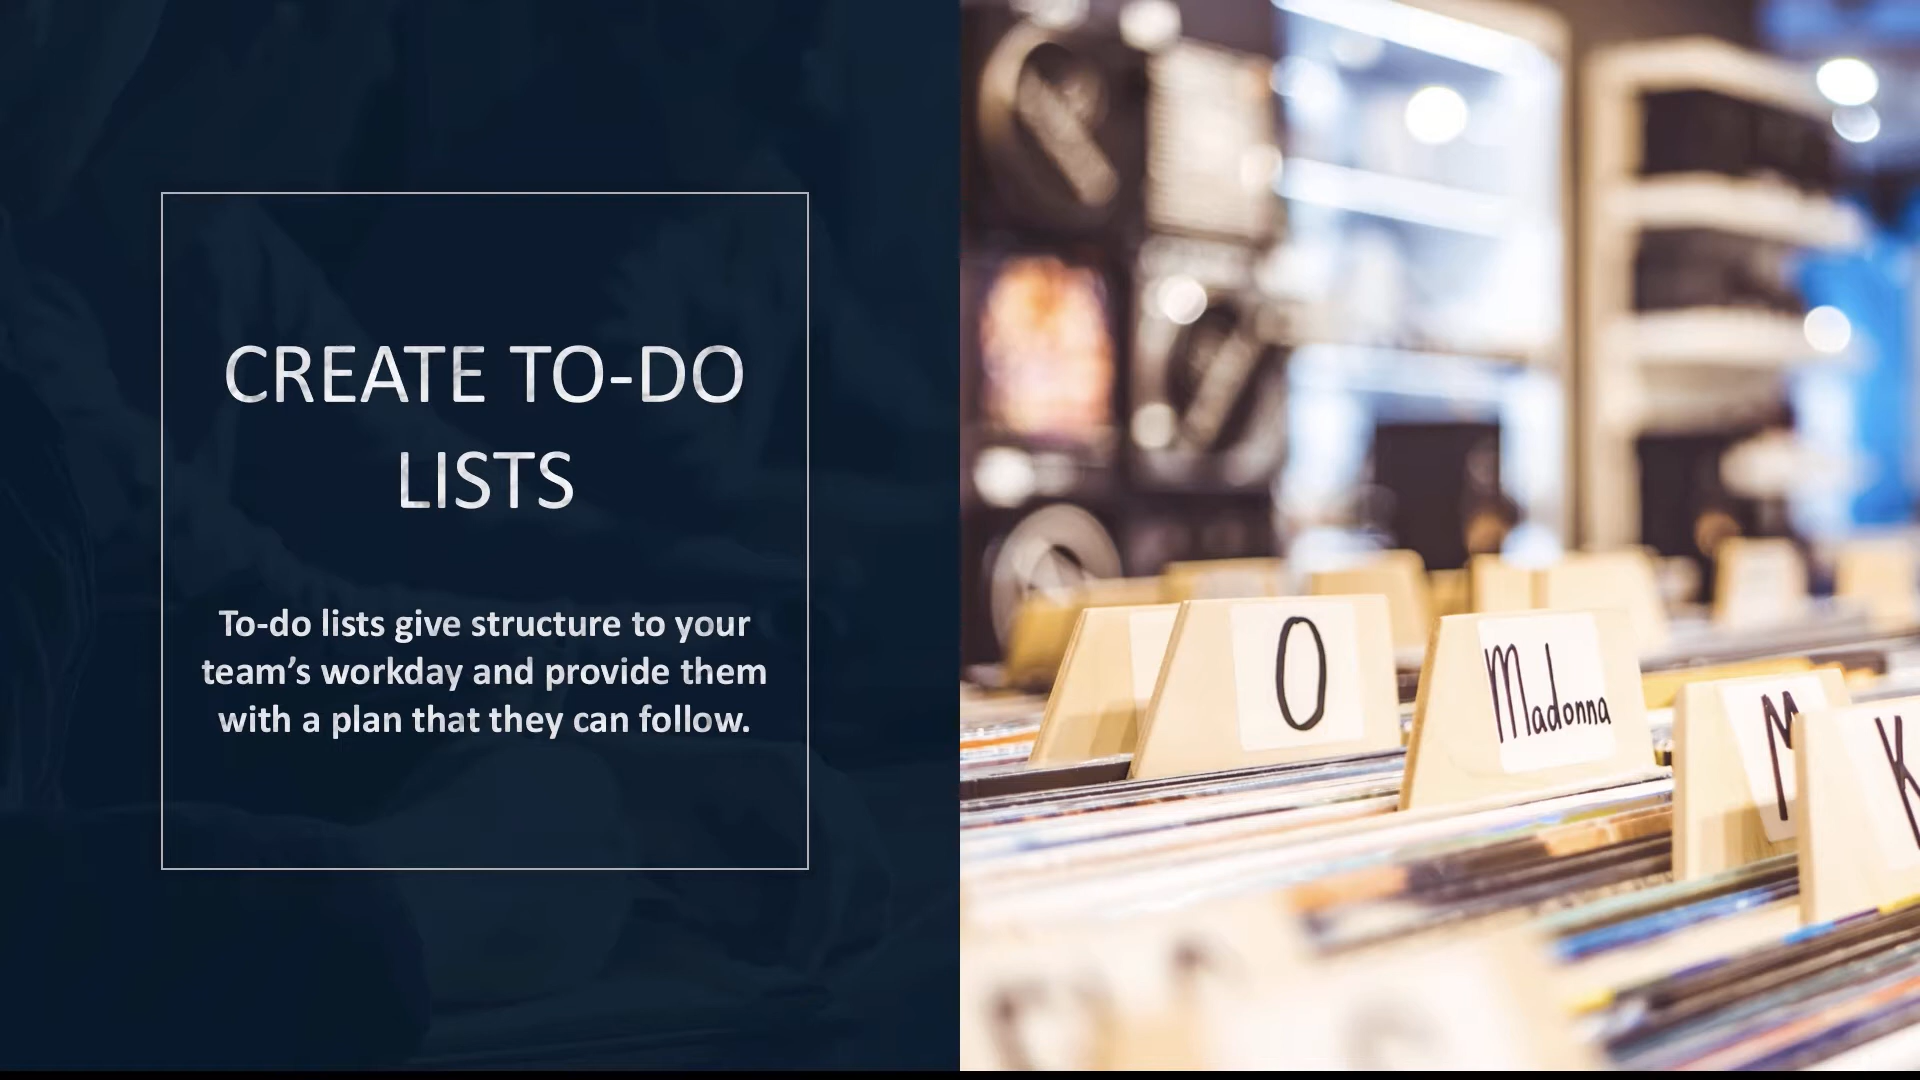 CREATE TO-DO
LISTS
To-do lists give structure to your
team’s workday and provide them
with a plan that they can follow.
O
Madonna
M
K